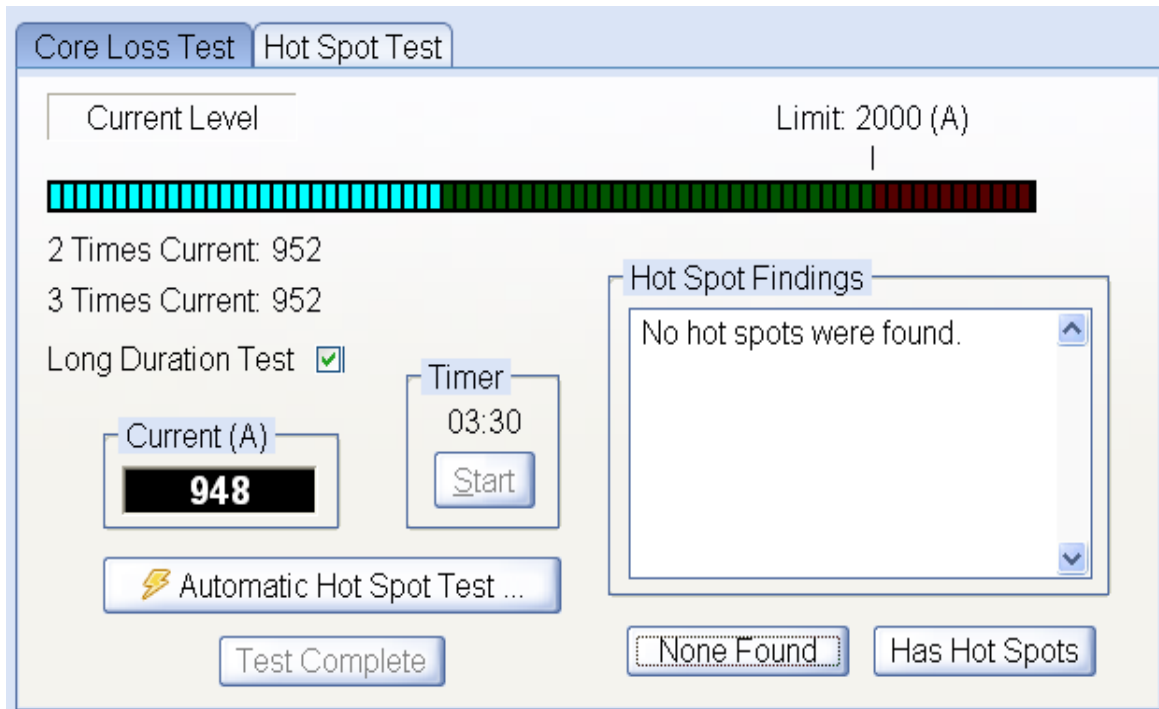 Core Loss Test
Hot Spot Test
Current Level
Limit: 2000 (A)
2 Times Current: 952
3 Times Current: 952
Long Duration Test
Timer
03:30
Start
Current (A)
948
Automatic Hot Spot Test ...
Test Complete
Hot Spot Findings
No hot spots were found.
None Found
Has Hot Spots